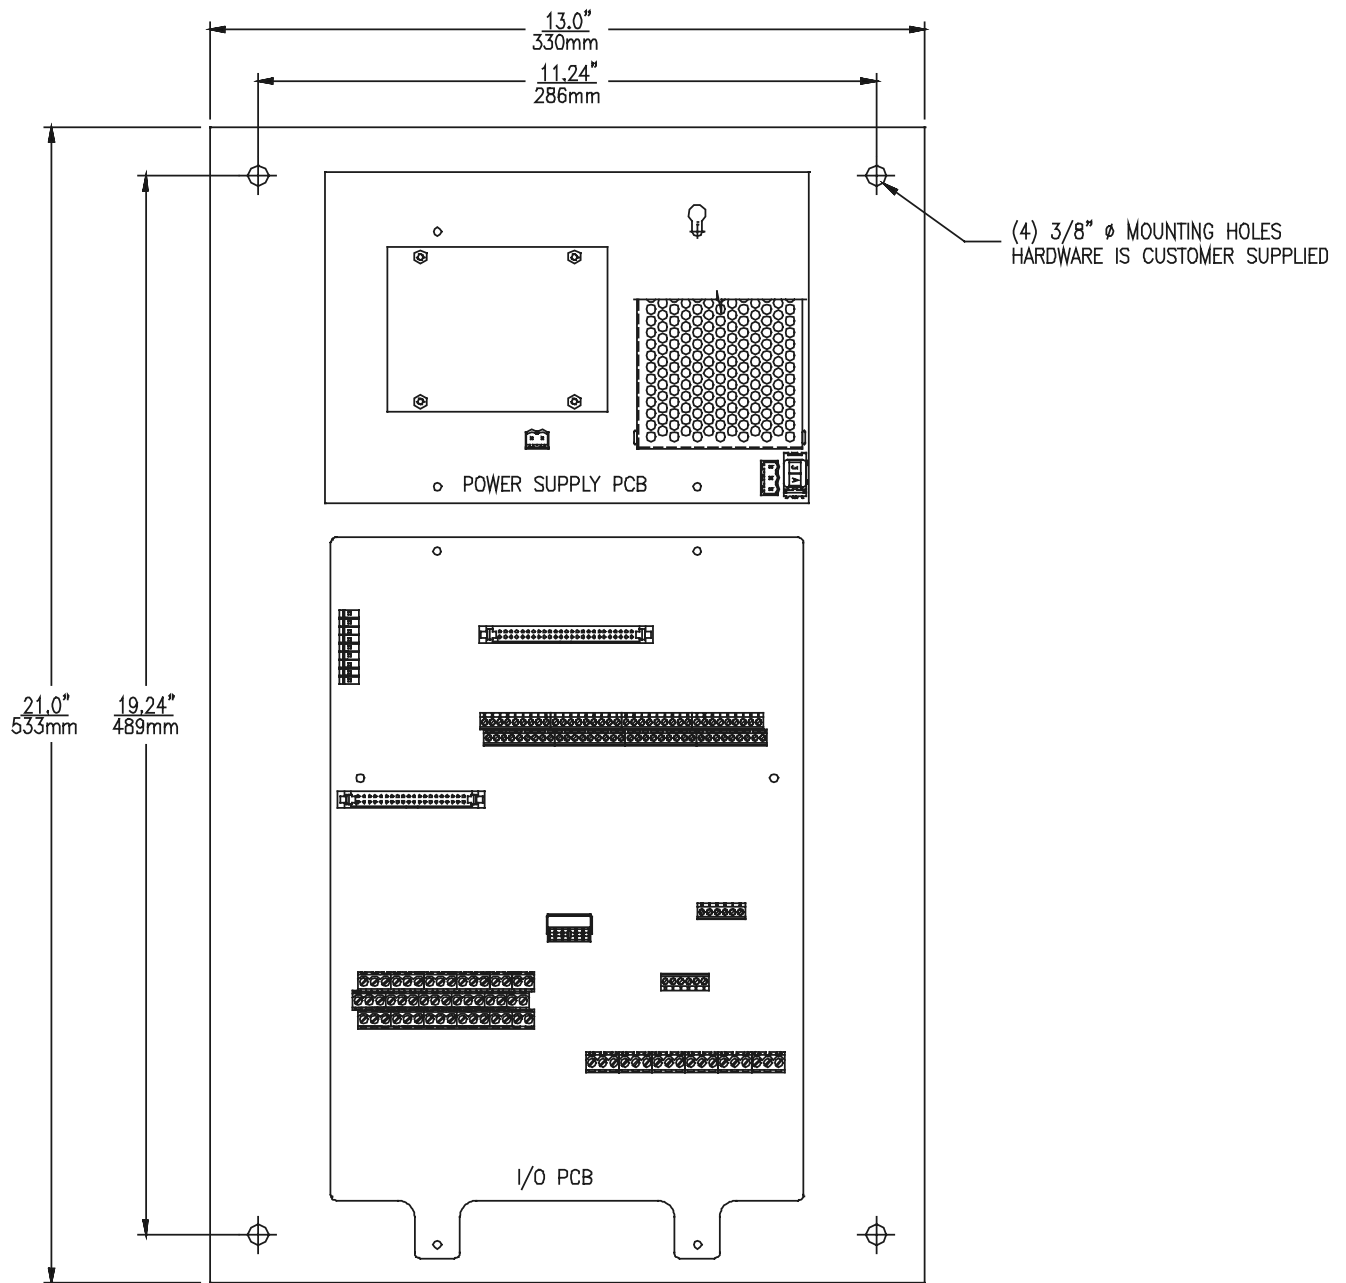 13.0"
330mm
11.24"
286mm
(4) 3/8" ø MOUNTING HOLES
HARDWARE IS CUSTOMER SUPPLIED
POWER SUPPLY PCB
21.0"
533mm
19.24"
489mm
I/O PCB